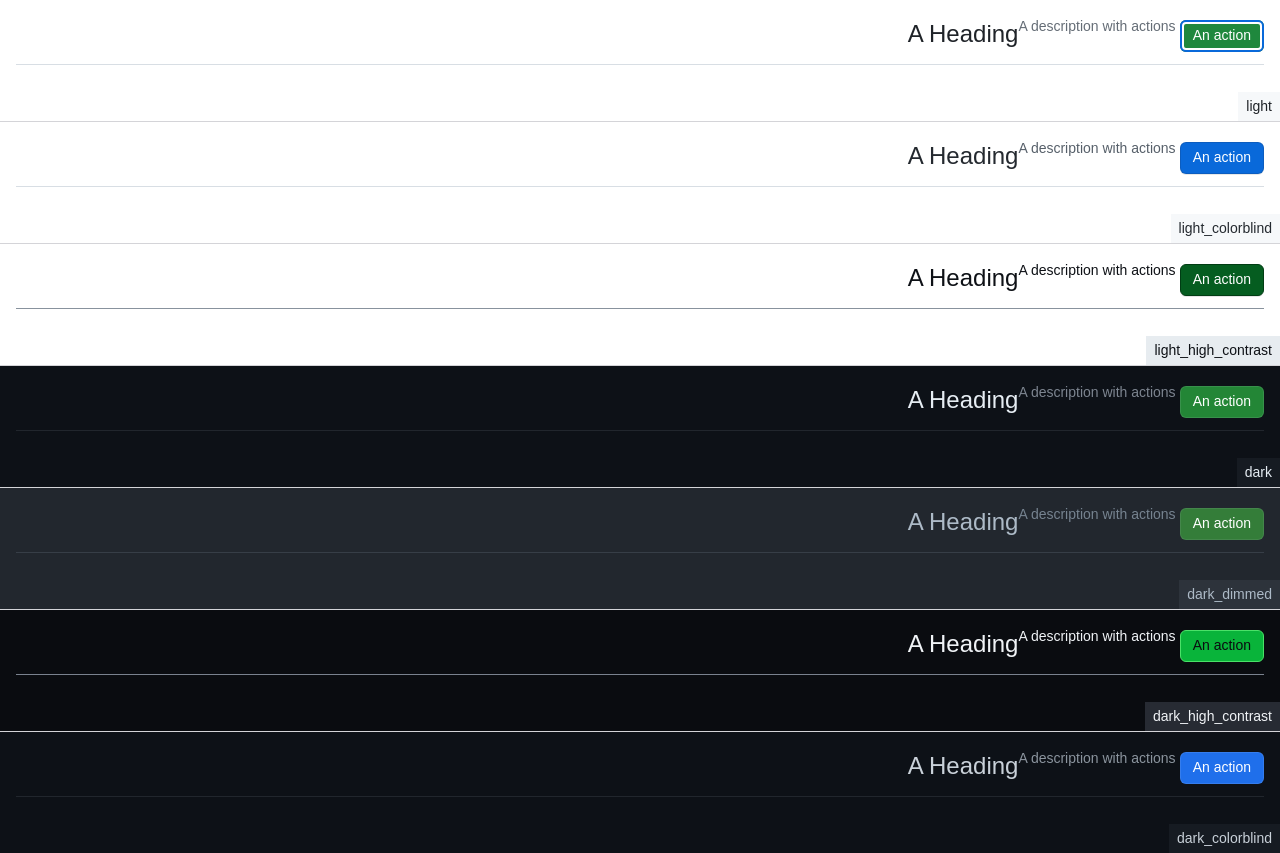 A Heading A description with actions An action
light
A Heading A description with actions An action
light_colorblind
A Heading A description with actions An action
light_high_contrast
A Heading A description with actions An action
dark
A Heading A description with actions An action
dark_dimmed
A Heading A description with actions An action
dark_high_contrast
A Heading A description with actions An action
dark_colorblind